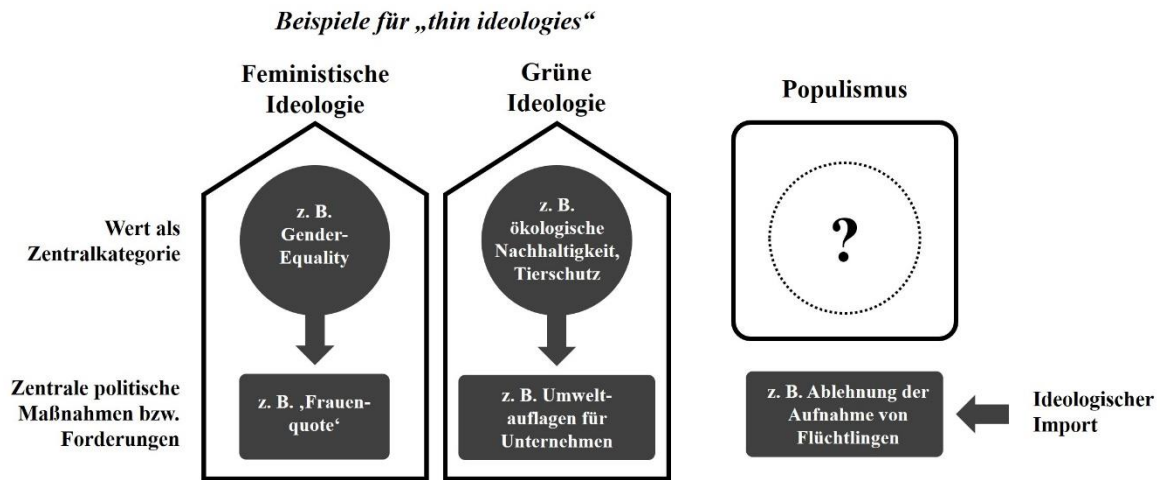 Beispiele für „thin ideologies“
Feministische
Ideologie
Grüne
Ideologie
Populismus
Wert als
Zentralkategorie
z. B.
Gender-
Equality
z. B.
ökologische
Nachhaltigkeit,
Tierschutz
?
Zentrale politische
Maßnahmen bzw.
Forderungen
z. B. ‚Frauen-
quote‘
z. B. Umwelt-
auflagen für
Unternehmen
z. B. Ablehnung der
Aufnahme von
Flüchtlingen
Ideologischer
Import